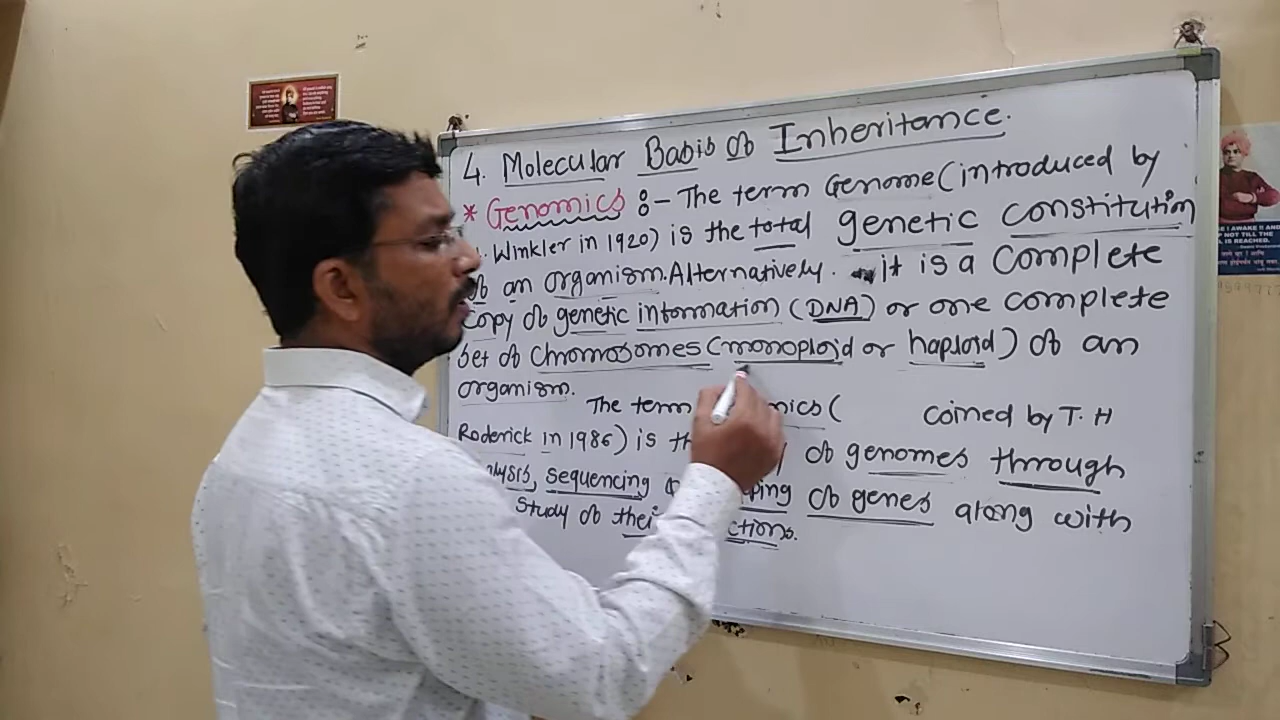 4. Molecular Basis of Inheritance.
* Genomics :- The term Genome (introduced by
. Winkler in 1920) is the total genetic constitution
of an organism. Alternatively. it is a complete
copy of genetic information (DNA) or one complete
set of chromosomes (monoploid or haploid) of an
organism.
The term (coined by T. H
Roderick in 1986) is of genomes through
sequencing of genes along with
study of